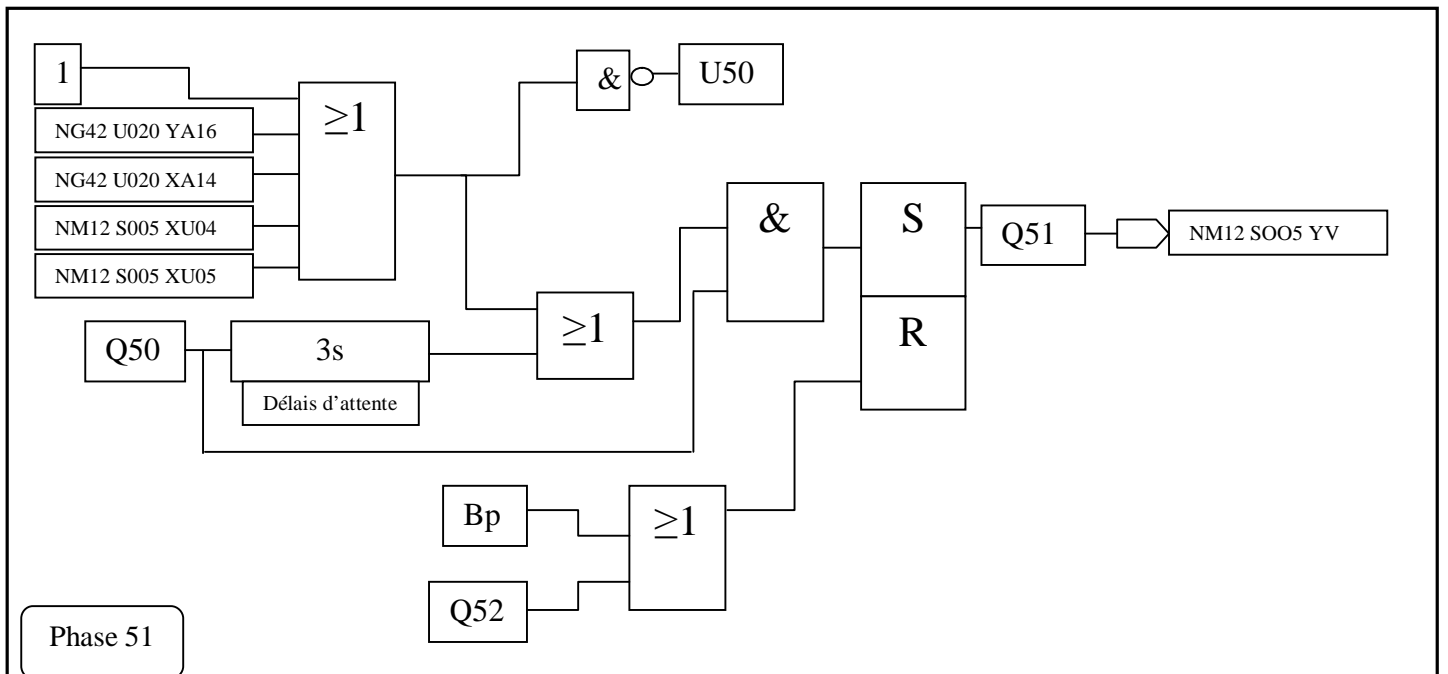 1
≥1
&
U50
NG42 U020 YA16
NG42 U020 XA14
NM12 S005 XU04
NM12 S005 XU05
&
S
Q51
NM12 SOO5 YV
Q50
3s
≥1
R
Délais d'attente
Bp
≥1
Q52
Phase 51